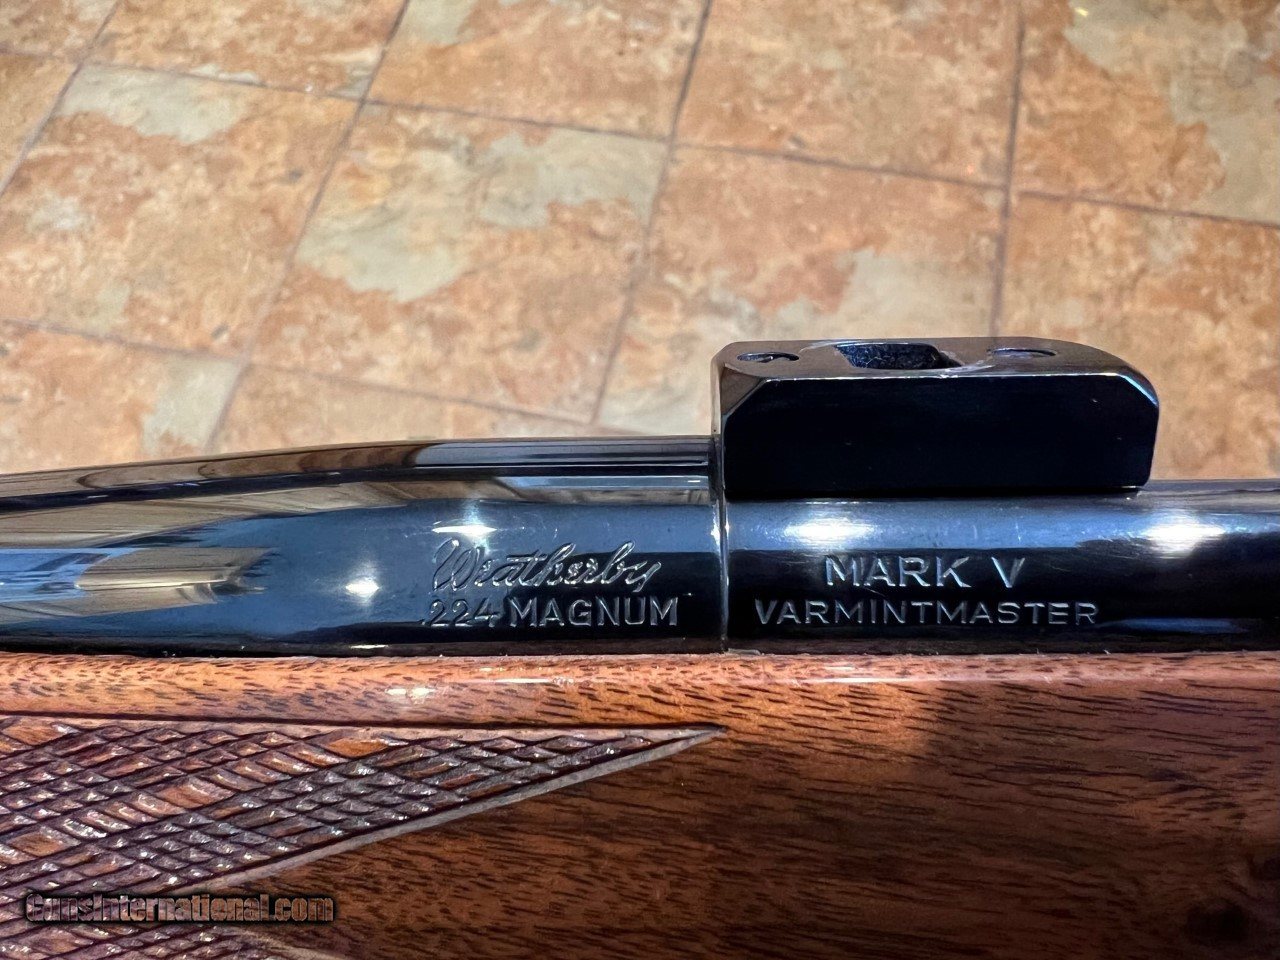 Weatherby
.224 MAGNUM
MARK V
VARMINTMASTER
GunsInternational.com